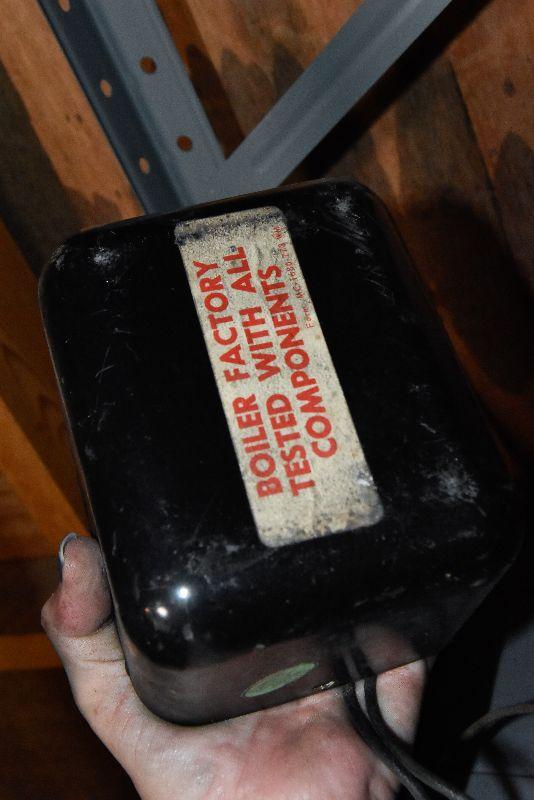 BOILER FACTORY
TESTED WITH ALL
COMPONENTS